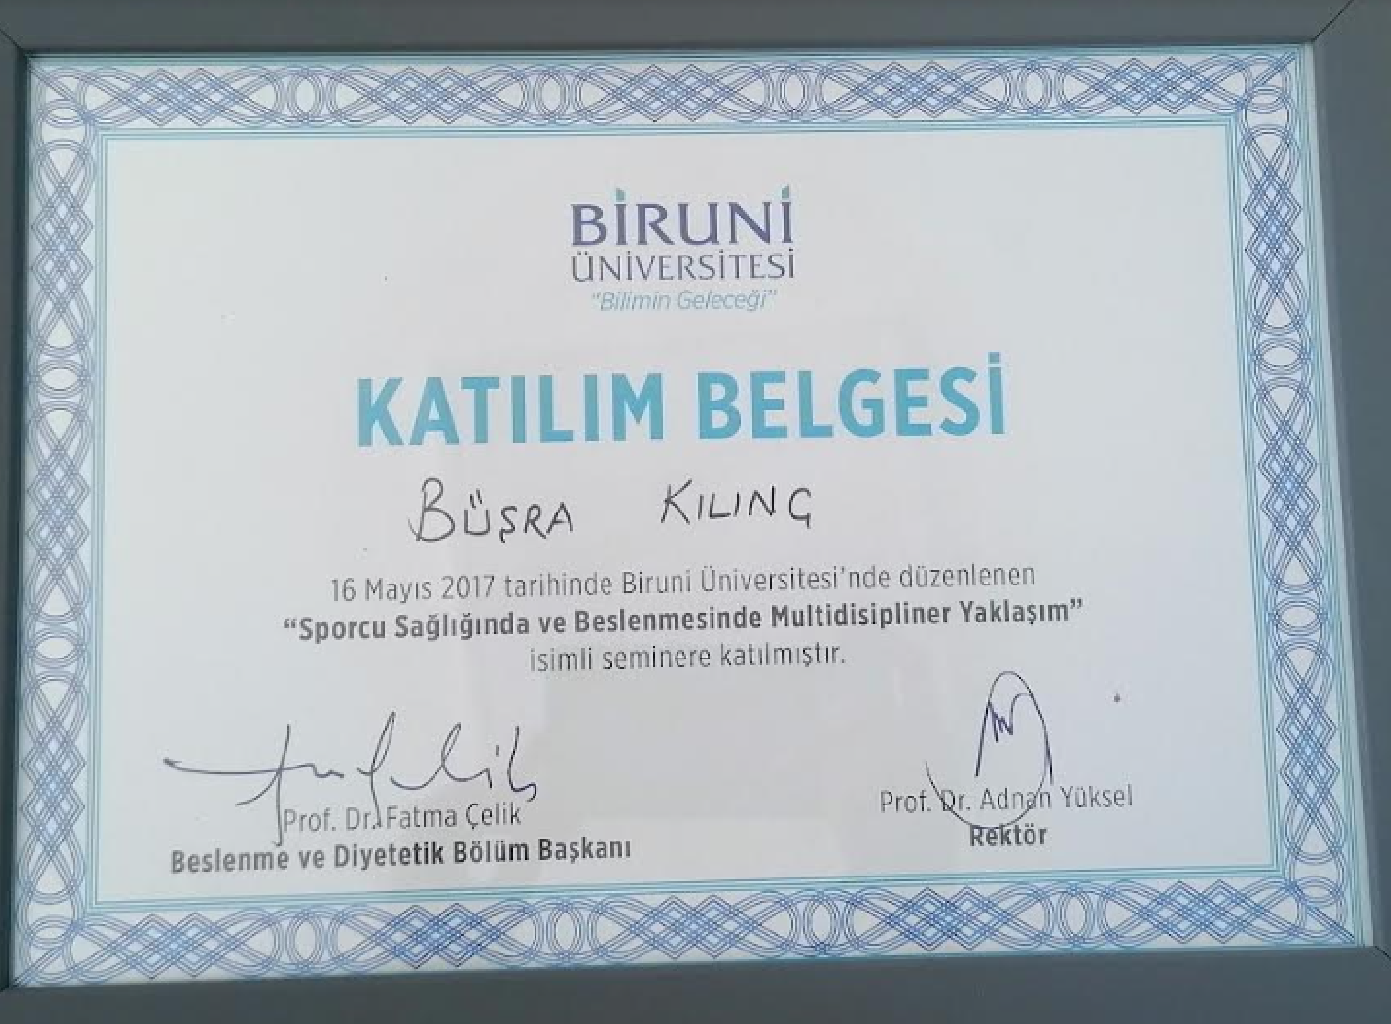 BİRUNİ
ÜNİVERSİTESİ
"Bilimin Geleceği"
KATILIM BELGESİ
BÜŞRA KILINÇ
16 Mayıs 2017 tarihinde Biruni Üniversitesi'nde düzenlenen
"Sporcu Sağlığında ve Beslenmesinde Multidisipliner Yaklaşım"
isimli seminere katılmıştır.
Prof. Dr. Fatma Çelik
Beslenme ve Diyetetik Bölüm Başkanı
Prof. Dr. Adnan Yüksel
Rektör